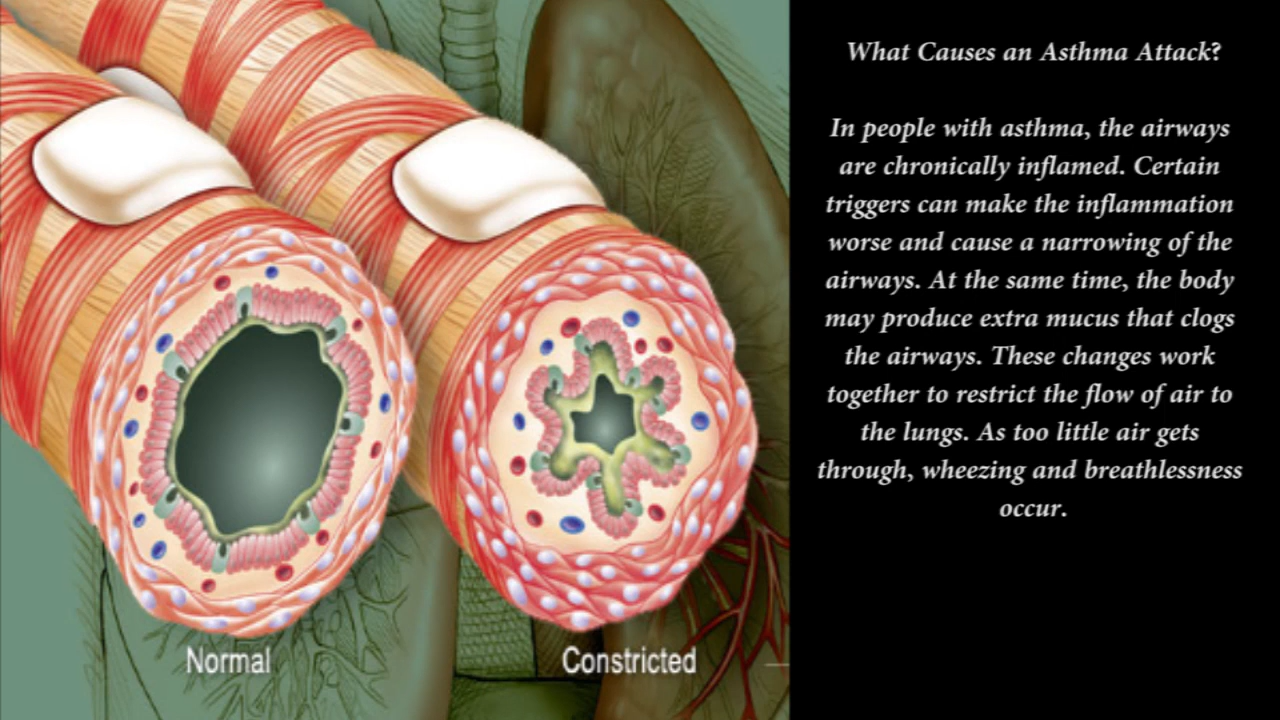 What Causes an Asthma Attack?
In people with asthma, the airways
are chronically inflamed. Certain
triggers can make the inflammation
worse and cause a narrowing of the
airways. At the same time, the body
may produce extra mucus that clogs
the airways. These changes work
together to restrict the flow of air to
the lungs. As too little air gets
through, wheezing and breathlessness
occur.
Normal
Constricted